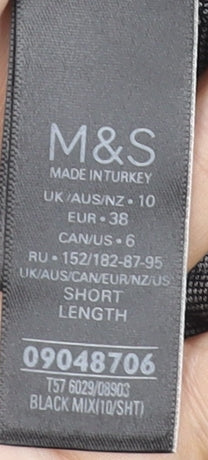 M&S
MADE IN TURKEY
UK/AUS/NZ • 10
EUR • 38
CAN/US • 6
RU • 152/182-87-95
UK/AUS/CAN/EUR/NZ/US
SHORT
LENGTH
09048706
T57 6029/0890S
BLACK MIX(10/SHT)